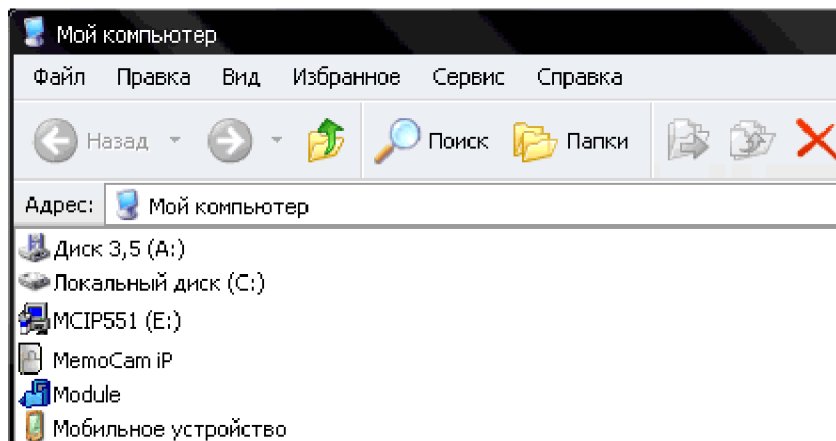 Мой компьютер
Файл Правка Вид Избранное Сервис Справка
Назад Поиск Папки
Адрес: Мой компьютер
Диск 3,5 (A:)
Локальный диск (C:)
MCIP551 (E:)
MemoCam iP
Module
Мобильное устройство